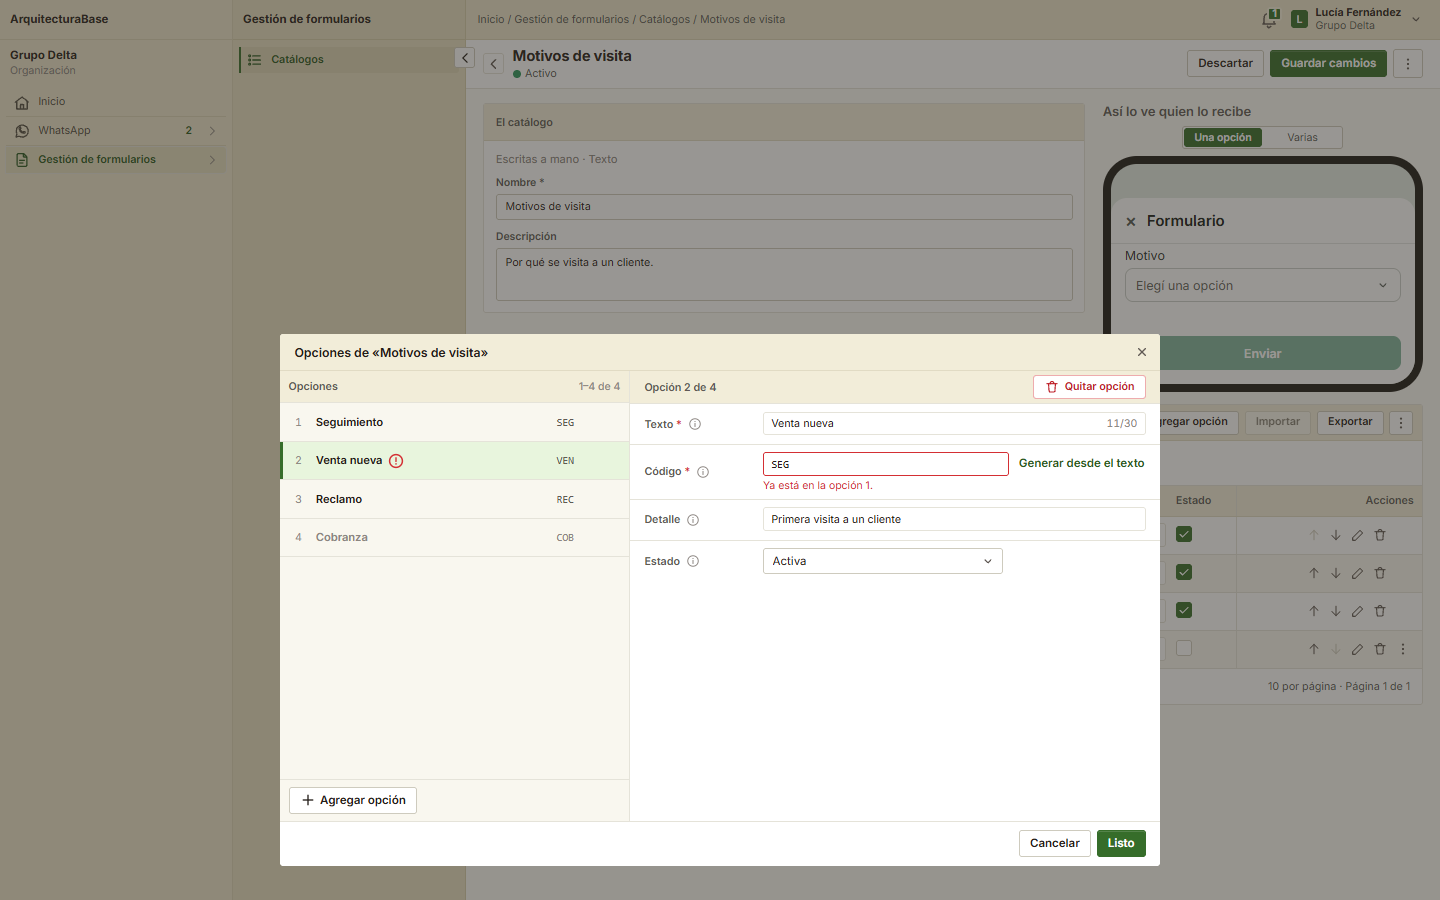 ArquitecturaBase
Grupo Delta
Organización
Inicio
WhatsApp 2
Gestión de formularios
Gestión de formularios
Catálogos
Inicio / Gestión de formularios / Catálogos / Motivos de visita
1
L
Lucía Fernández
Grupo Delta
Motivos de visita
Activo
Descartar
Guardar cambios
El catálogo
Escritas a mano · Texto
Nombre *
Motivos de visita
Descripción
Por qué se visita a un cliente.
Así lo ve quien lo recibe
Una opción
Varias
Formulario
Motivo
Elegí una opción
Enviar
gregar opción
Importar
Exportar
Estado
Acciones
10 por página · Página 1 de 1
Opciones de «Motivos de visita»
Opciones 1–4 de 4
1 Seguimiento SEG
2 Venta nueva VEN
3 Reclamo REC
4 Cobranza COB
Agregar opción
Opción 2 de 4
Quitar opción
Texto *
Venta nueva 11/30
Código *
SEG
Generar desde el texto
Ya está en la opción 1.
Detalle
Primera visita a un cliente
Estado
Activa
Cancelar
Listo